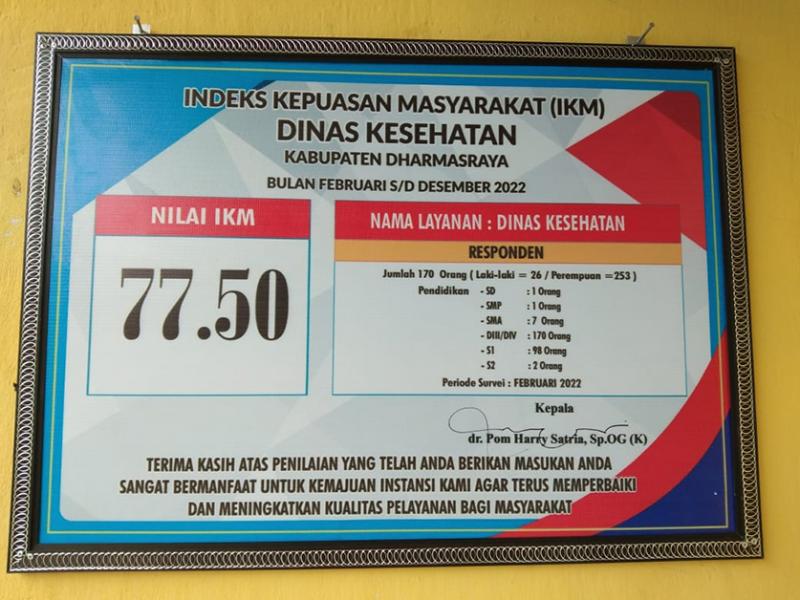 INDEKS KEPUASAN MASYARAKAT (IKM)
DINAS KESEHATAN
KABUPATEN DHARMASRAYA
BULAN FEBRUARI S/D DESEMBER 2022
NILAI IKM
77.50
NAMA LAYANAN : DINAS KESEHATAN
RESPONDEN
Jumlah 170 Orang ( Laki-laki = 26 / Perempuan =253 )
Pendidikan - SD : 1 Orang
- SMP : 1 Orang
- SMA : 7 Orang
- DIII/DIV : 170 Orang
- S1 : 98 Orang
- S2 : 2 Orang
Periode Survei : FEBRUARI 2022
Kepala
dr. Pom Harry Satria, Sp.OG (K)
TERIMA KASIH ATAS PENILAIAN YANG TELAH ANDA BERIKAN MASUKAN ANDA
SANGAT BERMANFAAT UNTUK KEMAJUAN INSTANSI KAMI AGAR TERUS MEMPERBAIKI
DAN MENINGKATKAN KUALITAS PELAYANAN BAGI MASYARAKAT